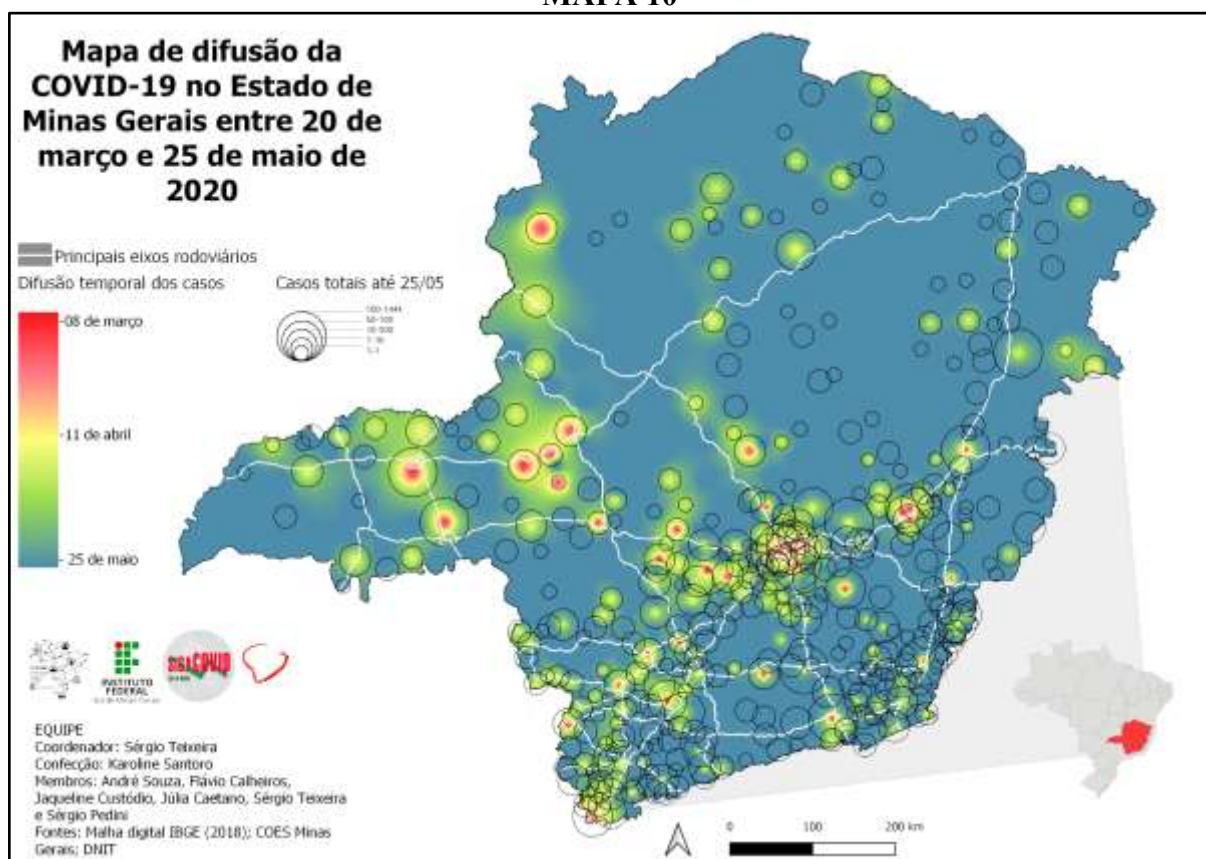 MAPA 10
Mapa de difusão da
COVID-19 no Estado de
Minas Gerais entre 20 de
março e 25 de maio de
2020
Principais eixos rodoviários
Difusão temporal dos casos
Casos totais até 25/05
08 de março
11 de abril
25 de maio
INSTITUTO
FEDERAL
EQUIPE
Coordenador: Sérgio Teixeira
Confecção: Karoline Santoro
Membros: André Souza, Flávio Calheiros,
Jaqueline Custódio, Júlia Caetano, Sérgio Teixeira
e Sérgio Pedini
Fontes: Malha digital IBGE (2018); COES Minas
Gerais; DNIT
0 100 200 km